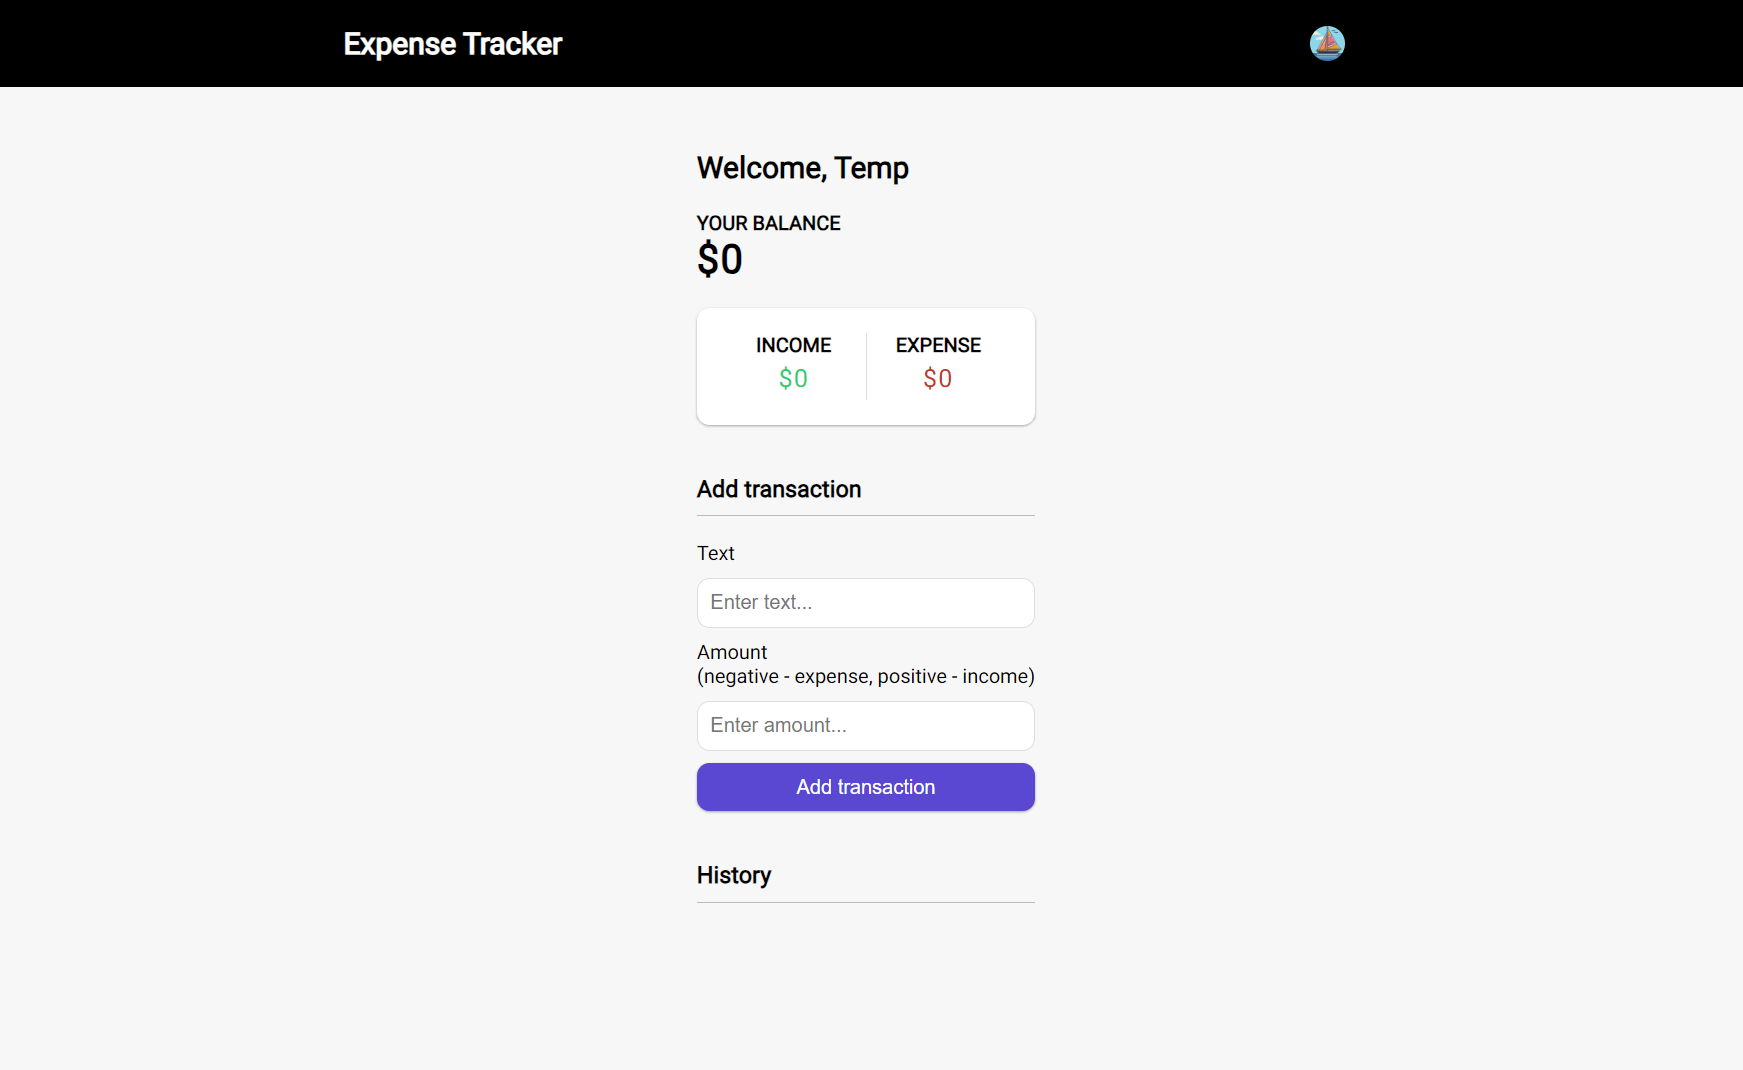 Expense Tracker
Welcome, Temp
YOUR BALANCE
$0
INCOME
$0
EXPENSE
$0
Add transaction
Text
Enter text...
Amount
(negative - expense, positive - income)
Enter amount...
Add transaction
History